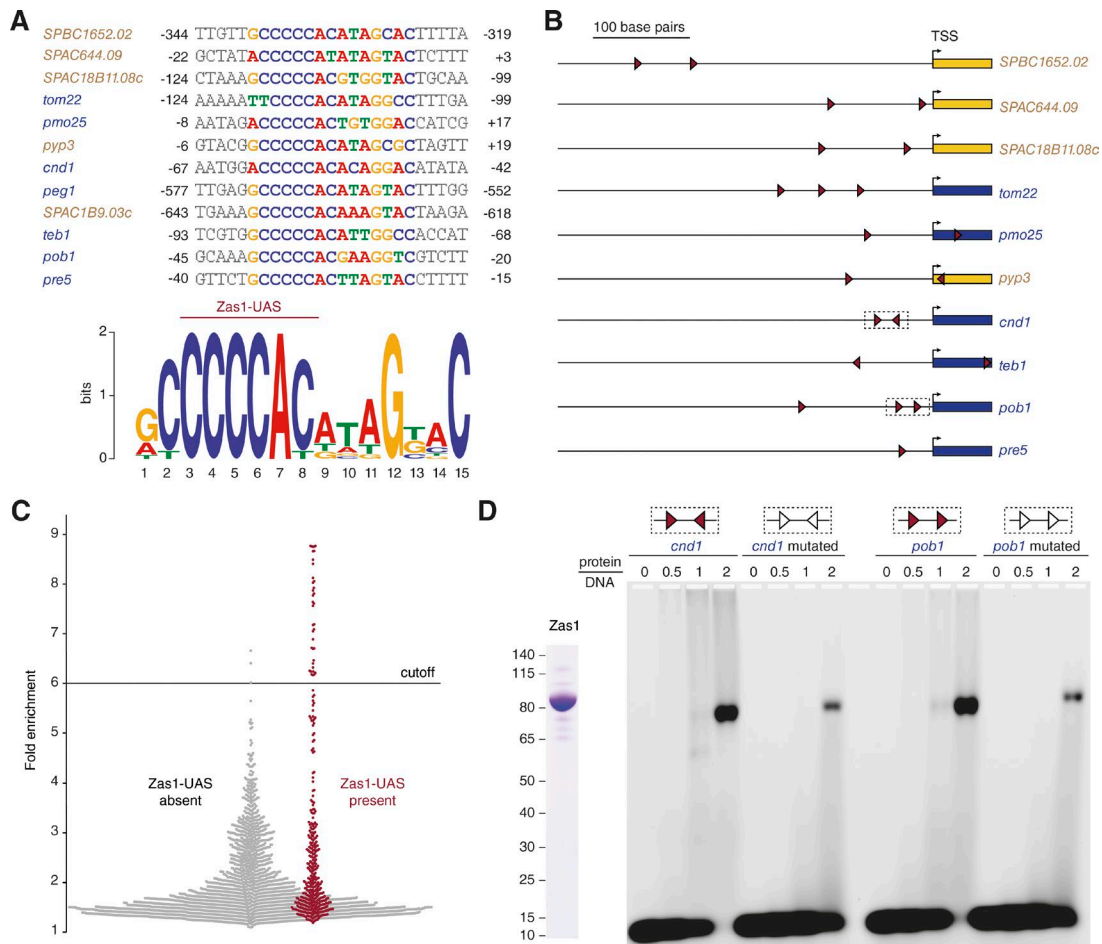 A
SPBC1652.02 -344 TTGTTGCCCCCACATAGCACTTTTA -319
SPAC644.09 -22 GCTATACCCCCATATAGCACTCTTT +3
SPAC18B11.08c -124 CTAAAGCCCCCACGTGGTACTGCAA -99
tom22 -124 AAAAATTCCCCACATAGGCCTTTGA -99
pmo25 -8 AATAGACCCCCACTGTGGACCATCG +17
pyp3 -6 GTACGGCCCCCACATAGCGCTAGTT +19
cnd1 -67 AATGGACCCCCACACAGGACATATA -42
peg1 -577 TTGAGGCCCCCACATAGTACTTTGG -552
SPAC1B9.03c -643 TGAAAGCCCCCACAAAGTACTAAGA -618
teb1 -93 TCGTGGCCCCCACATTGGCCACCAT -68
pob1 -45 GCAAAGCCCCCACGAAGGTCGTCTT -20
pre5 -40 GTTCTGCCCCCACTTAGTACCTTTT -15
Zas1-UAS
bits
2
1
0
1 2 3 4 5 6 7 8 9 10 11 12 13 14 15
B
100 base pairs
TSS
SPBC1652.02
SPAC644.09
SPAC18B11.08c
tom22
pmo25
pyp3
cnd1
teb1
pob1
pre5
C
Fold enrichment
9
8
7
6
5
4
3
2
1
cutoff
Zas1-UAS absent
Zas1-UAS present
D
cnd1 cnd1 mutated pob1 pob1 mutated
protein
DNA
0 0.5 1 2 0 0.5 1 2 0 0.5 1 2 0 0.5 1 2
Zas1
140
115
80
65
50
40
30
25
15
10